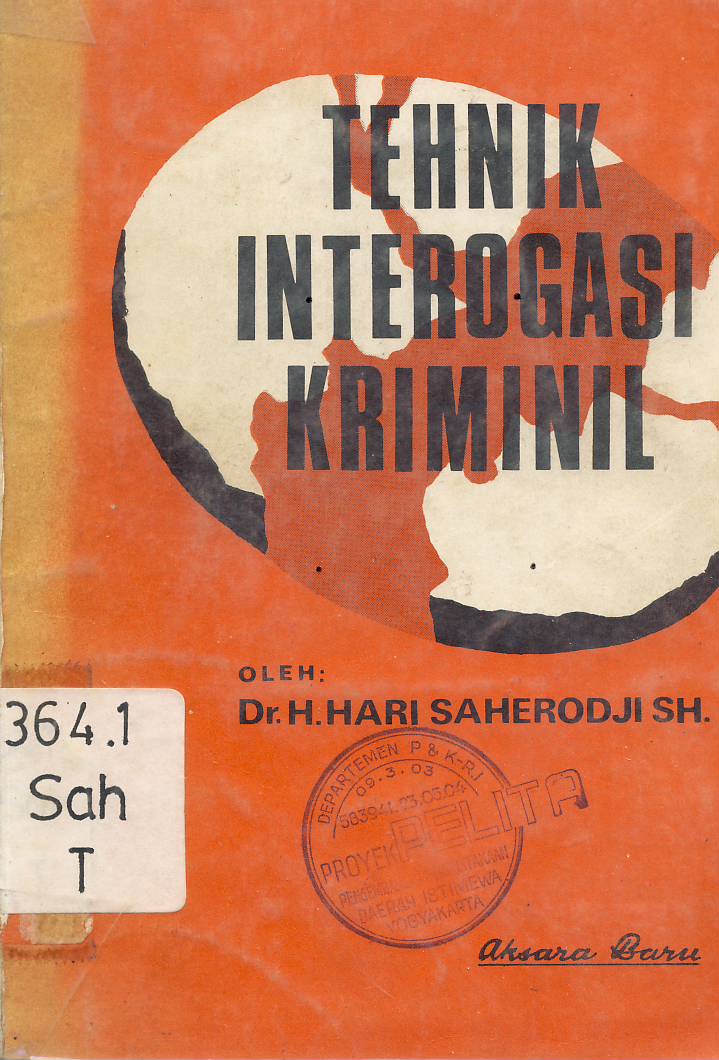 TEHNIK
INTEROGASI
KRIMINIL
OLEH:
Dr. H. HARI SAHERODJI SH.
364.1
Sah
T
DEPARTEMEN P & K-RI
09.3.03
PELITA
PROYEK
DAERAH ISTIMEWA
YOGYAKARTA
Aksara Baru